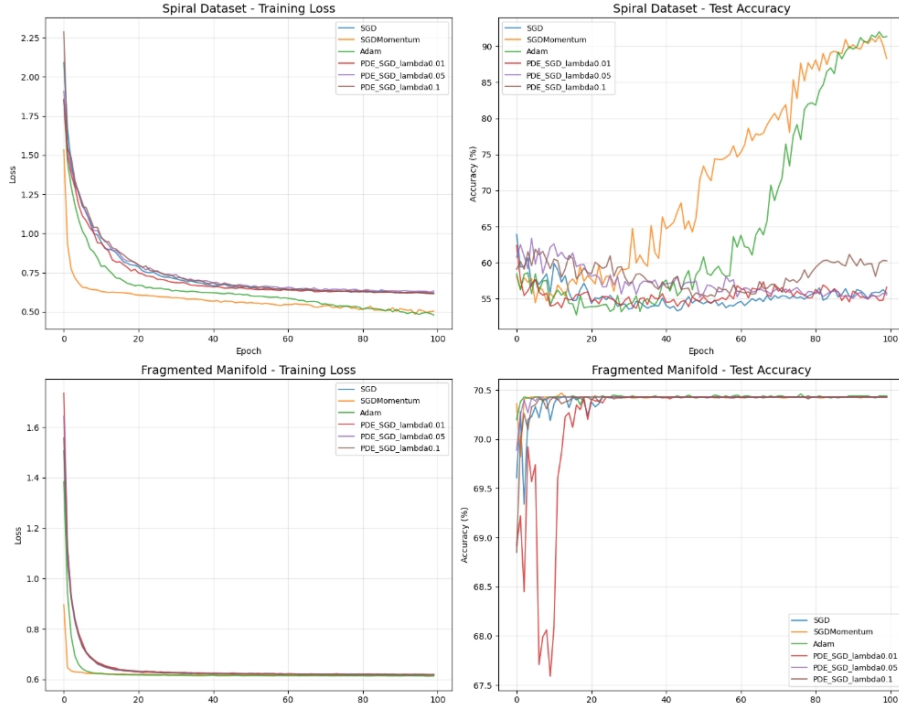 Spiral Dataset - Training Loss
Loss
2.25
2.00
1.75
1.50
1.25
1.00
0.75
0.50
0
20
40
60
80
100
Epoch
SGD
SGDMomentum
Adam
PDE_SGD_lambda0.01
PDE_SGD_lambda0.05
PDE_SGD_lambda0.1
Spiral Dataset - Test Accuracy
Accuracy (%)
90
85
80
75
70
65
60
55
0
20
40
60
80
100
Epoch
SGD
SGDMomentum
Adam
PDE_SGD_lambda0.01
PDE_SGD_lambda0.05
PDE_SGD_lambda0.1
Fragmented Manifold - Training Loss
Loss
1.6
1.4
1.2
1.0
0.8
0.6
0
20
40
60
80
100
SGD
SGDMomentum
Adam
PDE_SGD_lambda0.01
PDE_SGD_lambda0.05
PDE_SGD_lambda0.1
Fragmented Manifold - Test Accuracy
Accuracy (%)
70.5
70.0
69.5
69.0
68.5
68.0
67.5
0
20
40
60
80
100
SGD
SGDMomentum
Adam
PDE_SGD_lambda0.01
PDE_SGD_lambda0.05
PDE_SGD_lambda0.1